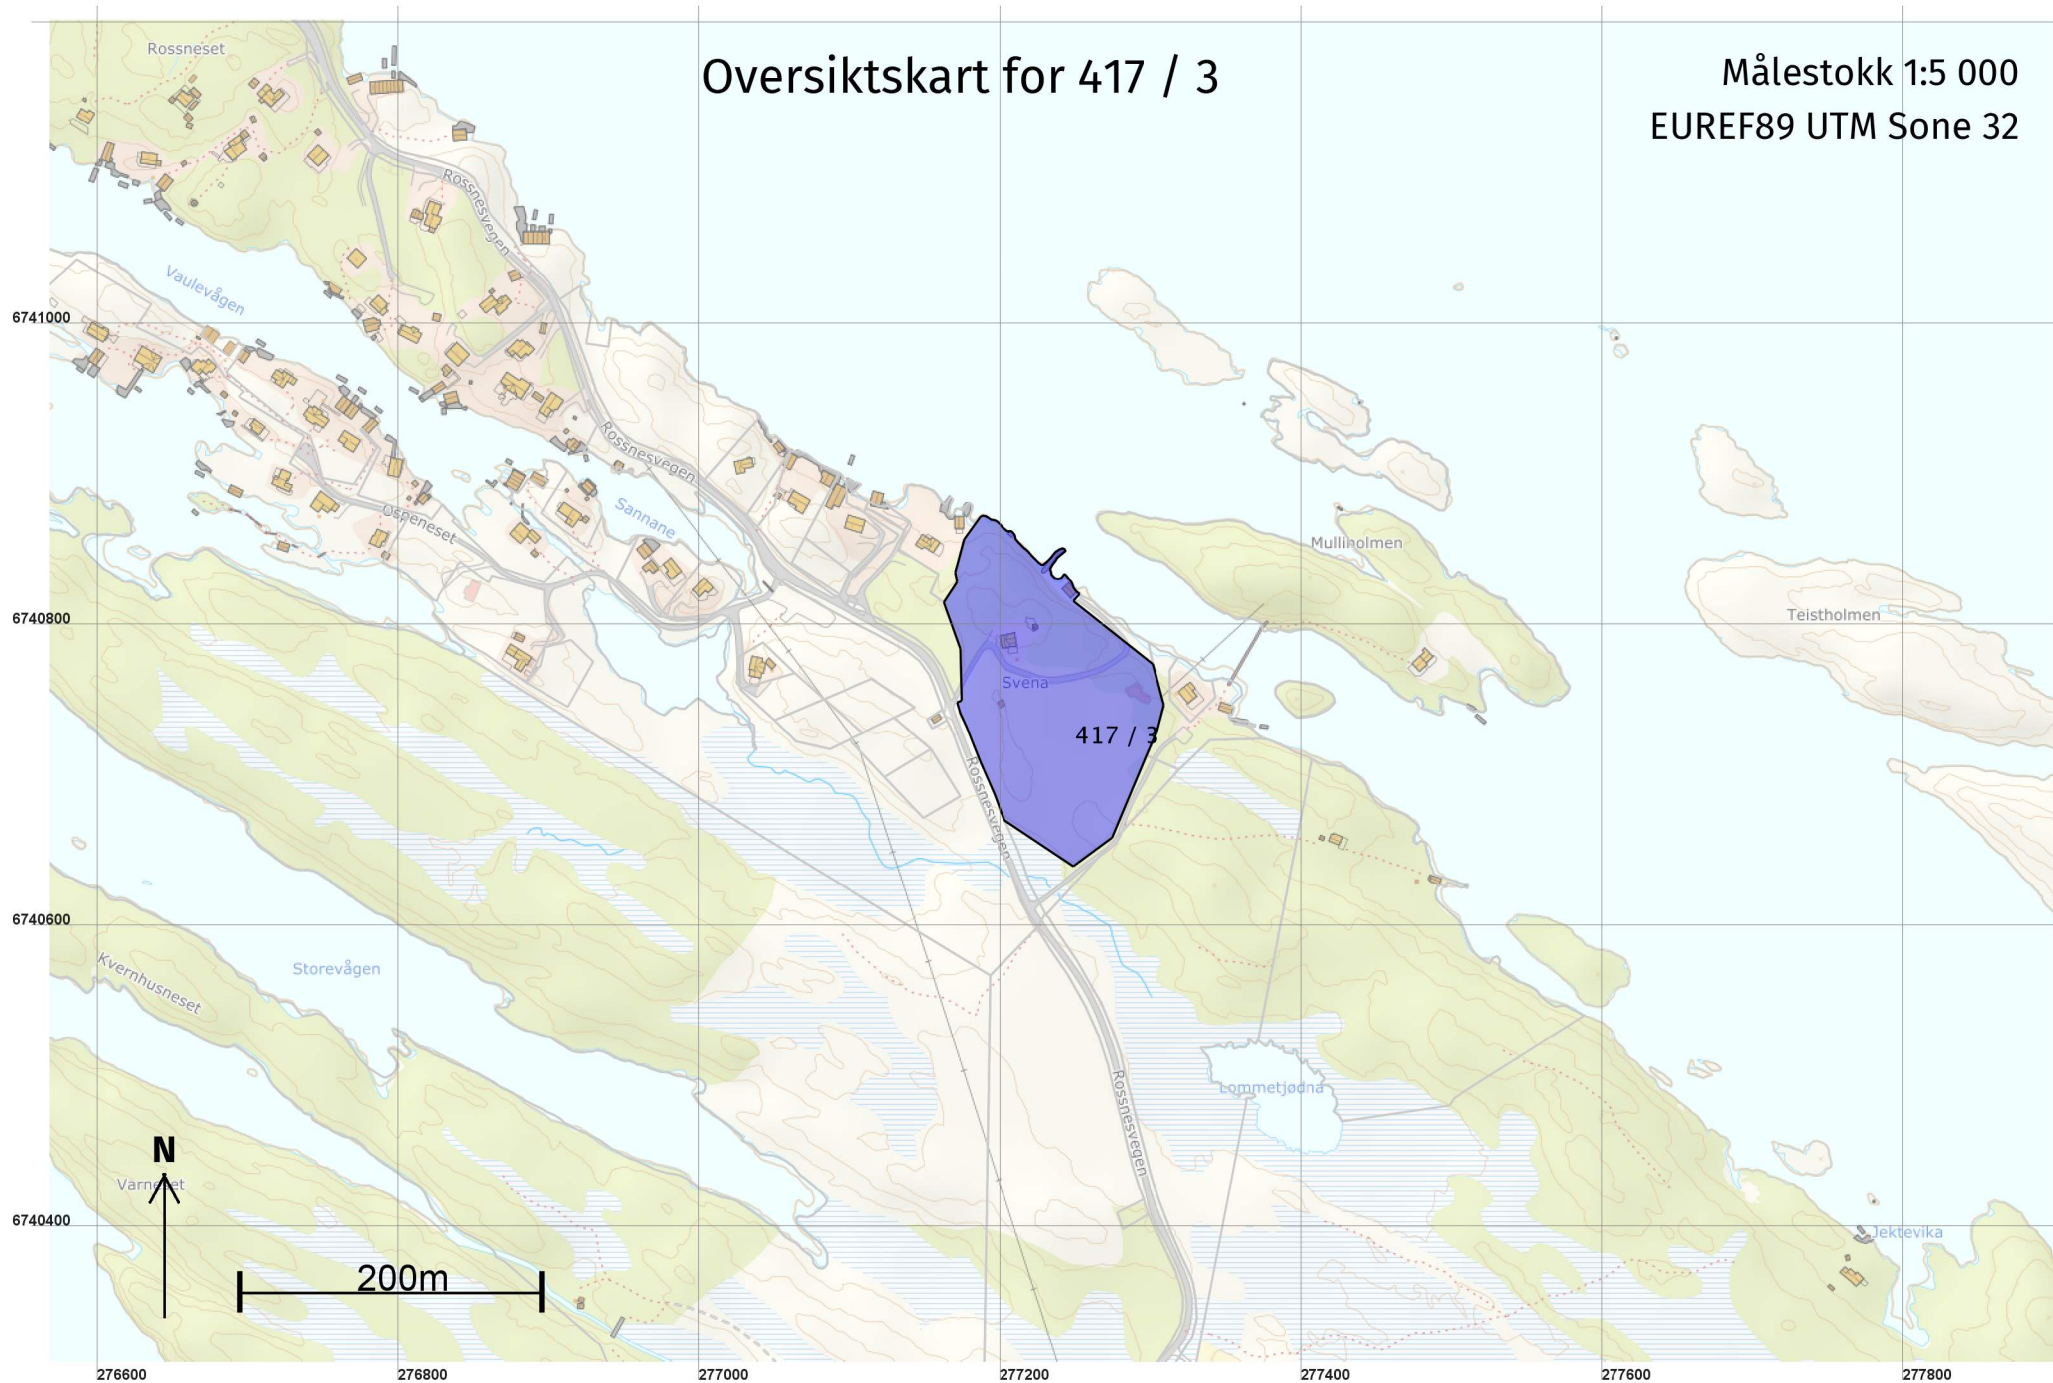 Rossneset
Oversiktskart for 417 / 3
Målestokk 1:5 000
EUREF89 UTM Sone 32
Rossnesvegen
Vaulevågen
6741000
Rossnesvegen
Ospeneset
Sannane
Mulliholmen
Teistholmen
6740800
Svena
417 / 3
Rossnesvegen
6740600
Kvernhusneset
Storevågen
Lommetjødna
Rossnesvegen
N
Varneset
6740400
Jektevika
200m
276600
276800
277000
277200
277400
277600
277800